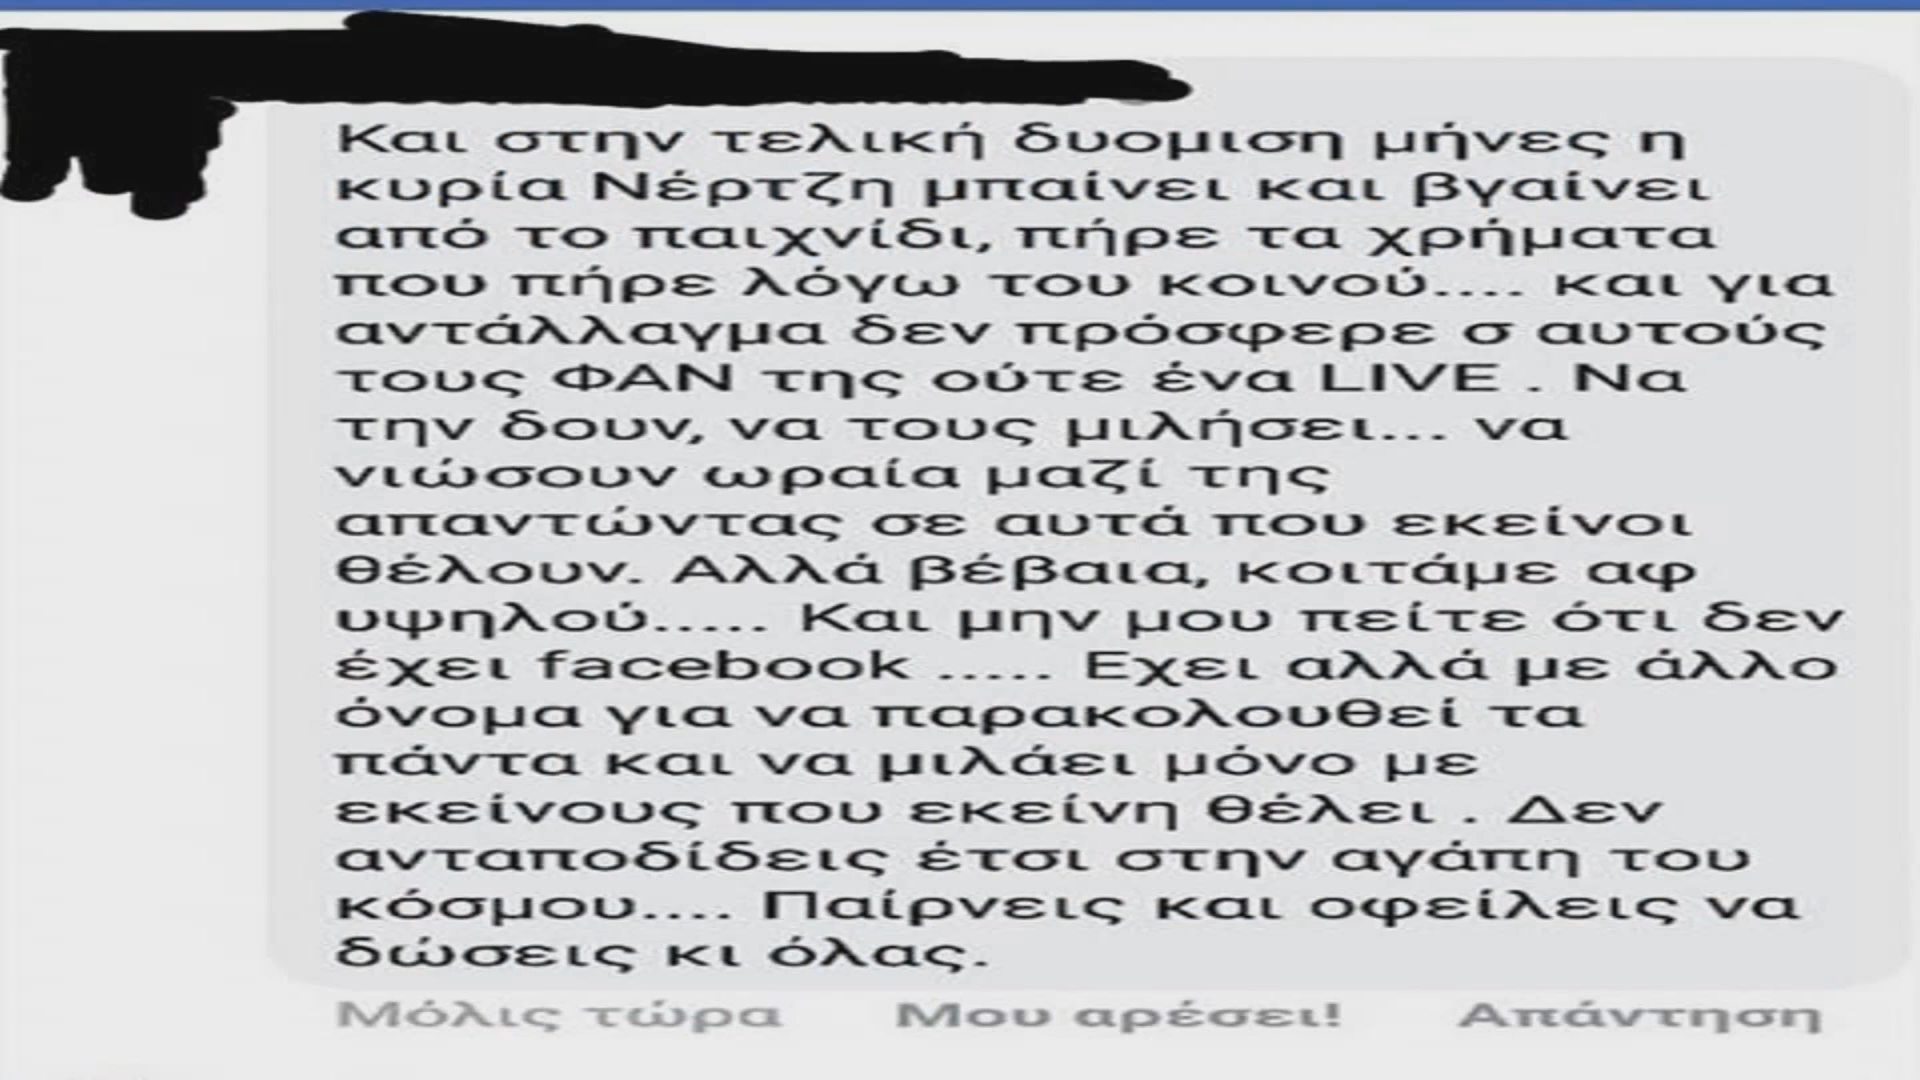 Και στην τελική δυομιση μήνες η
κυρία Νέρτζη μπαίνει και βγαίνει
από το παιχνίδι, πήρε τα χρήματα
που πήρε λόγω του κοινού.... και για
αντάλλαγμα δεν πρόσφερε σ αυτούς
τους ΦΑΝ της ούτε ένα LIVE . Να
την δουν, να τους μιλήσει... να
νιώσουν ωραία μαζί της
απαντώντας σε αυτά που εκείνοι
θέλουν. Αλλά βέβαια, κοιτάμε αφ
υψηλού..... Και μην μου πείτε ότι δεν
έχει facebook ..... Εχει αλλά με άλλο
όνομα για να παρακολουθεί τα
πάντα και να μιλάει μόνο με
εκείνους που εκείνη θέλει . Δεν
ανταποδίδεις έτσι στην αγάπη του
κόσμου.... Παίρνεις και οφείλεις να
δώσεις κι όλας.
Μόλις τώρα Μου αρέσει! Απάντηση